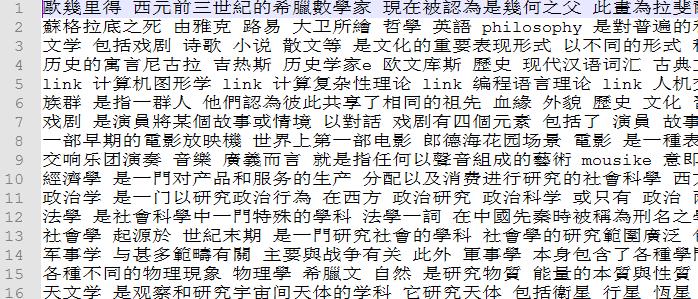 1 歐幾里得 西元前三世紀的希臘數學家 現在被認為是幾何之父 此畫為拉斐
2 蘇格拉底之死 由雅克 路易 大卫所繪 哲學 英語 philosophy 是對普遍的
3 文学 包括戏剧 诗歌 小说 散文等 是文化的重要表现形式 以不同的形式
4 历史的寓言尼古拉 吉热斯 历史学家e 欧文库斯 歷史 现代汉语词汇 古典
5 link 计算机图形学 link 计算复杂性理论 link 编程语言理论 link 人机
6 族群 是指一群人 他們認為彼此共享了相同的祖先 血緣 外貌 歷史 文化
7 戏剧 是演員將某個故事或情境 以對話 戏剧有四個元素 包括了 演員 故
8 一部早期的電影放映機 世界上第一部电影 郎德海花园场景 電影 是一種表
9 交响乐团演奏 音樂 廣義而言 就是指任何以聲音組成的藝術 mousike 意即
10 經濟學 是一門对产品和服务的生产 分配以及消费进行研究的社會科學 西
11 政治学 是一门以研究政治行為 在西方 政治研究 政治科学 或只有 政治
12 法學 是社會科學中一門特殊的學科 法學一詞 在中國先秦時被稱為刑名之
13 社會學 起源於 世紀末期 是一門研究社會的學科 社會學的研究範圍廣泛
14 军事学 与甚多範疇有關 主要與战争有关 此外 軍事學 本身包含了各種學
15 各種不同的物理現象 物理學 希臘文 自然 是研究物質 能量的本質與性質
16 天文学 是观察和研究宇宙间天体的学科 它研究天体 包括衛星 行星 恆星